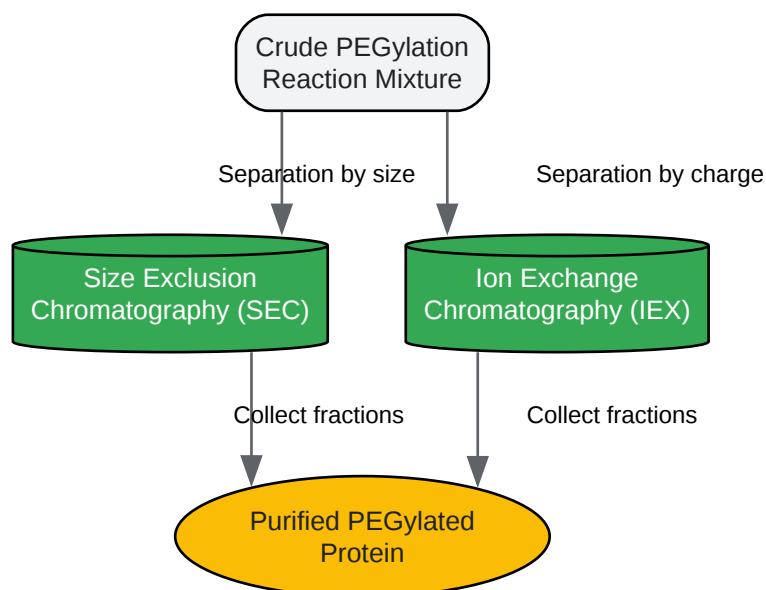 Crude PEGylation
Reaction Mixture
Separation by size
Separation by charge
Size Exclusion
Chromatography (SEC)
Ion Exchange
Chromatography (IEX)
Collect fractions
Collect fractions
Purified PEGylated
Protein